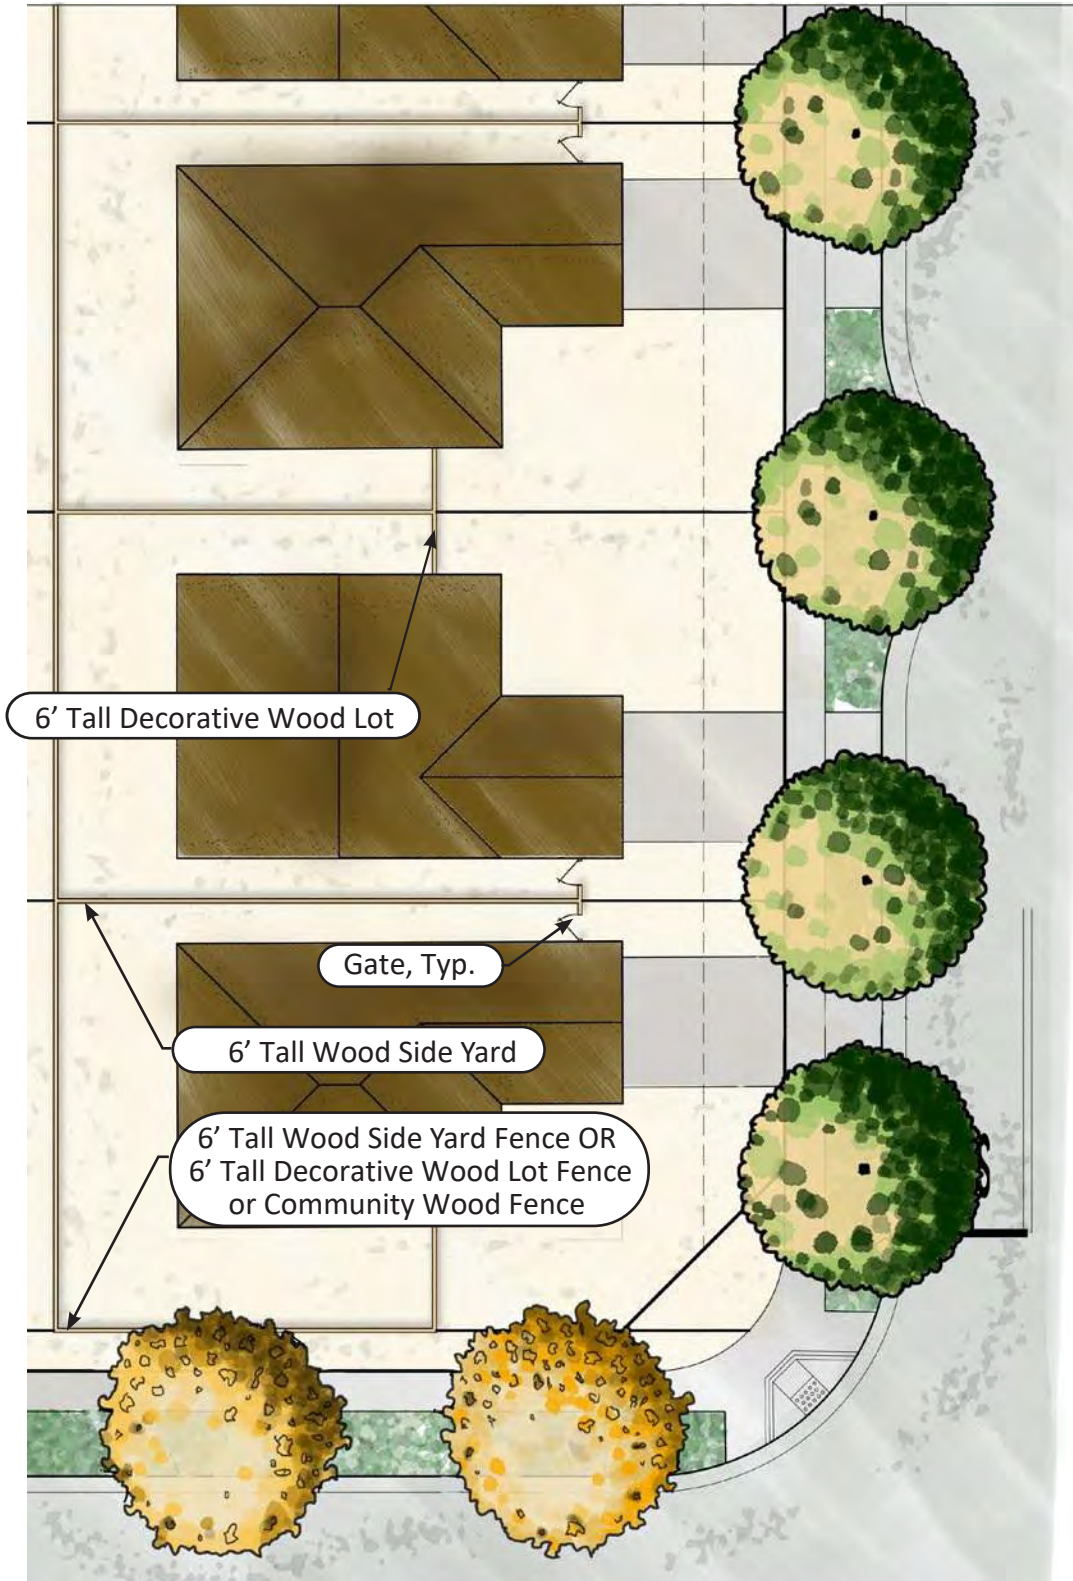 6’ Tall Decorative Wood Lot
Gate, Typ.
6’ Tall Wood Side Yard
6’ Tall Wood Side Yard Fence OR
6’ Tall Decorative Wood Lot Fence
or Community Wood Fence